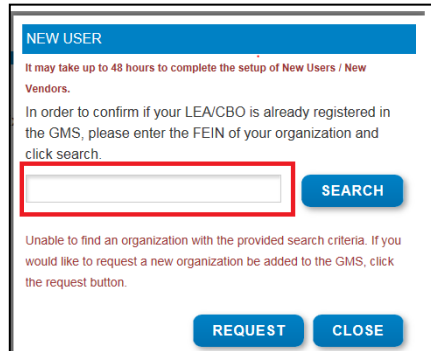 NEW USER
It may take up to 48 hours to complete the setup of New Users / New
Vendors.
In order to confirm if your LEA/CBO is already registered in
the GMS, please enter the FEIN of your organization and
click search.
SEARCH
Unable to find an organization with the provided search criteria. If you
would like to request a new organization be added to the GMS, click
the request button.
REQUEST CLOSE